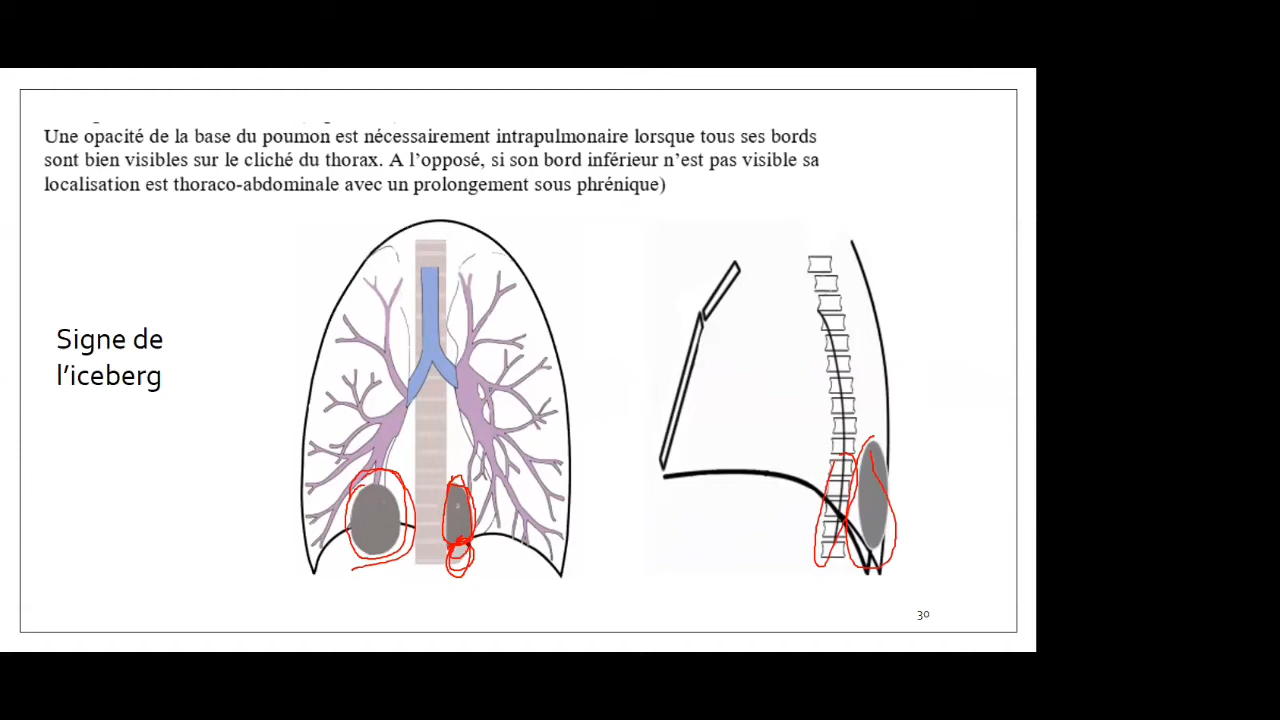 Une opacité de la base du poumon est nécessairement intrapulmonaire lorsque tous ses bords
sont bien visibles sur le cliché du thorax. A l’opposé, si son bord inférieur n’est pas visible sa
localisation est thoraco-abdominale avec un prolongement sous phrénique)
Signe de
l’iceberg
30